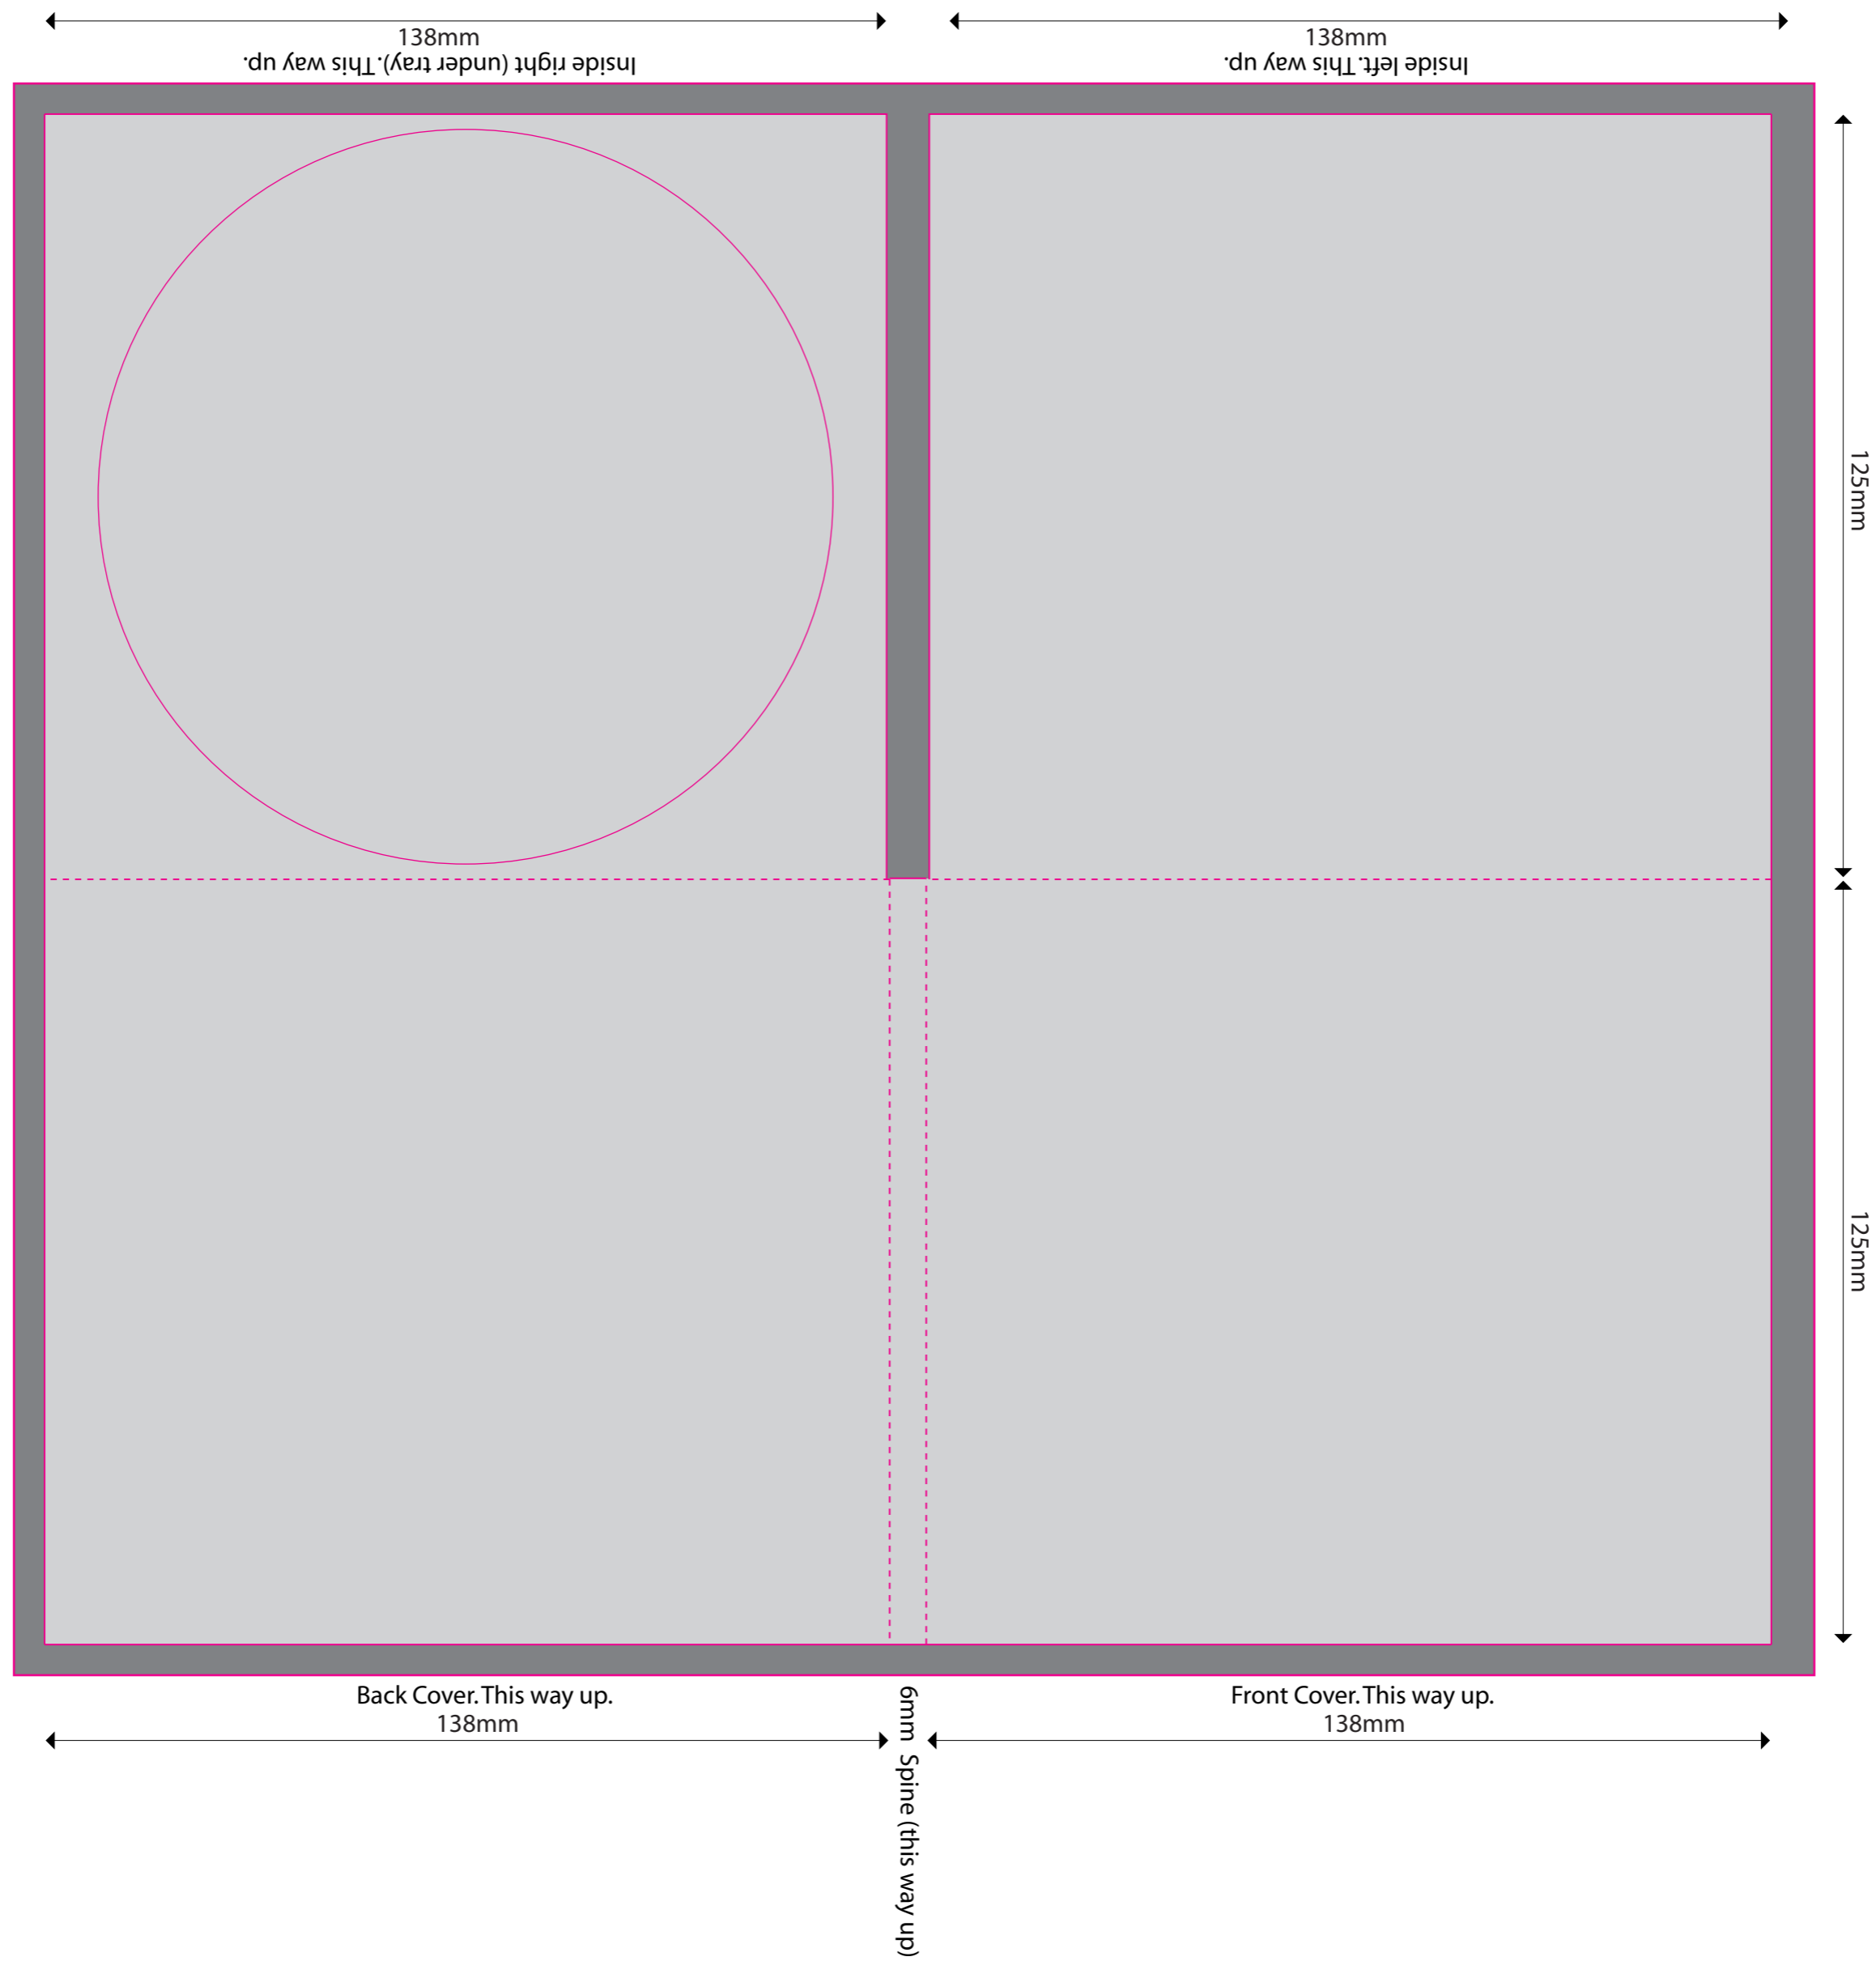 138mm
138mm
Inside right (under tray). This way up.
Inside left. This way up.
125mm
125mm
Back Cover. This way up.
138mm
6mm Spine (this way up)
Front Cover. This way up.
138mm